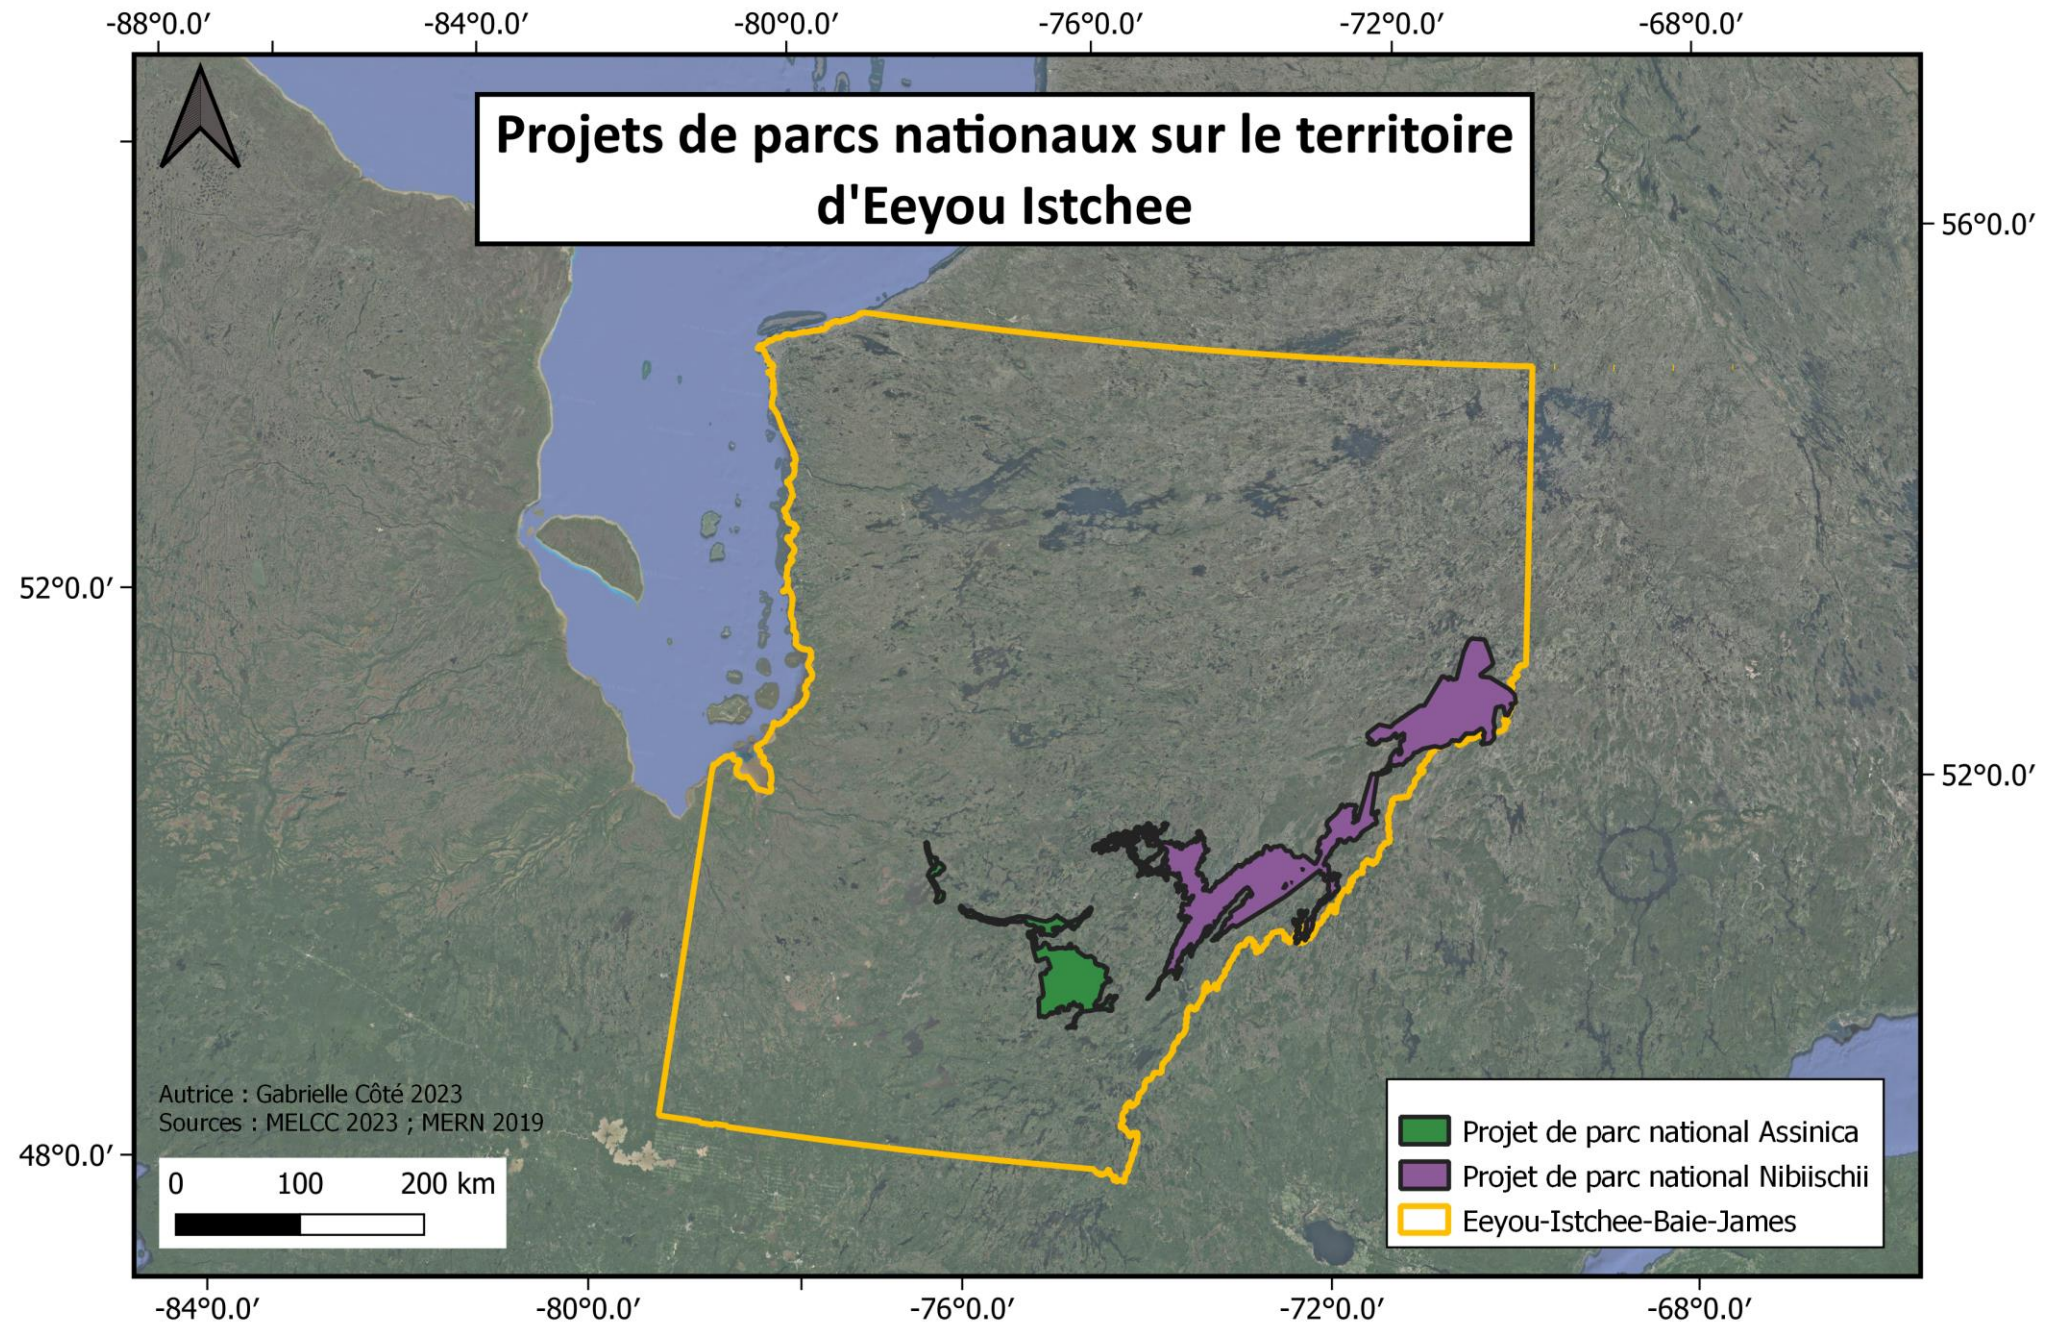 -88°0.0′ -84°0.0′ -80°0.0′ -76°0.0′ -72°0.0′ -68°0.0′
Projets de parcs nationaux sur le territoire
d'Eeyou Istchee
56°0.0′
52°0.0′
52°0.0′
Autrice : Gabrielle Côté 2023
Sources : MELCC 2023 ; MERN 2019
48°0.0′
0 100 200 km
Projet de parc national Assinica
Projet de parc national Nibiischii
Eeyou-Istchee-Baie-James
-84°0.0′ -80°0.0′ -76°0.0′ -72°0.0′ -68°0.0′